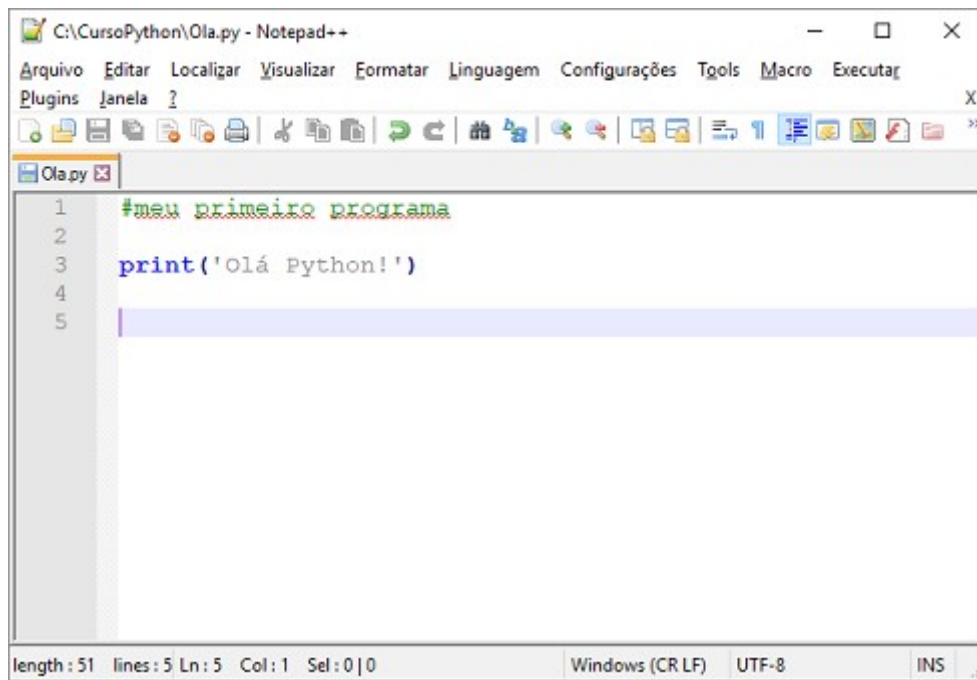 C:\CursoPython\Ola.py - Notepad++
Arquivo Editar Localizar Visualizar Formatar Linguagem Configurações Tools Macro Executar
Plugins Janela ? X
Ola.py
1 #meu primeiro programa
2
3 print('Olá Python!')
4
5
length : 51 lines : 5 Ln : 5 Col : 1 Sel : 0 | 0 Windows (CR LF) UTF-8 INS